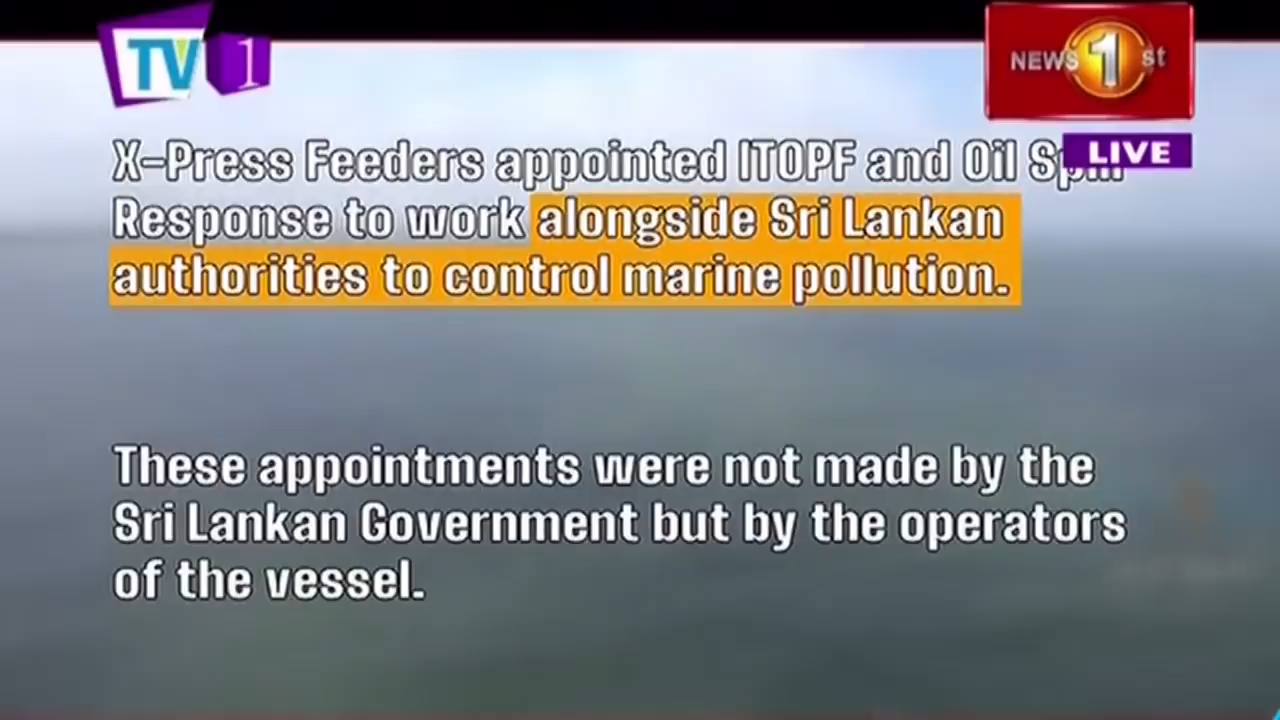 TV 1
NEWS 1st
LIVE
X-Press Feeders appointed ITOPF and Oil
Response to work alongside Sri Lankan
authorities to control marine pollution.
These appointments were not made by the
Sri Lankan Government but by the operators
of the vessel.